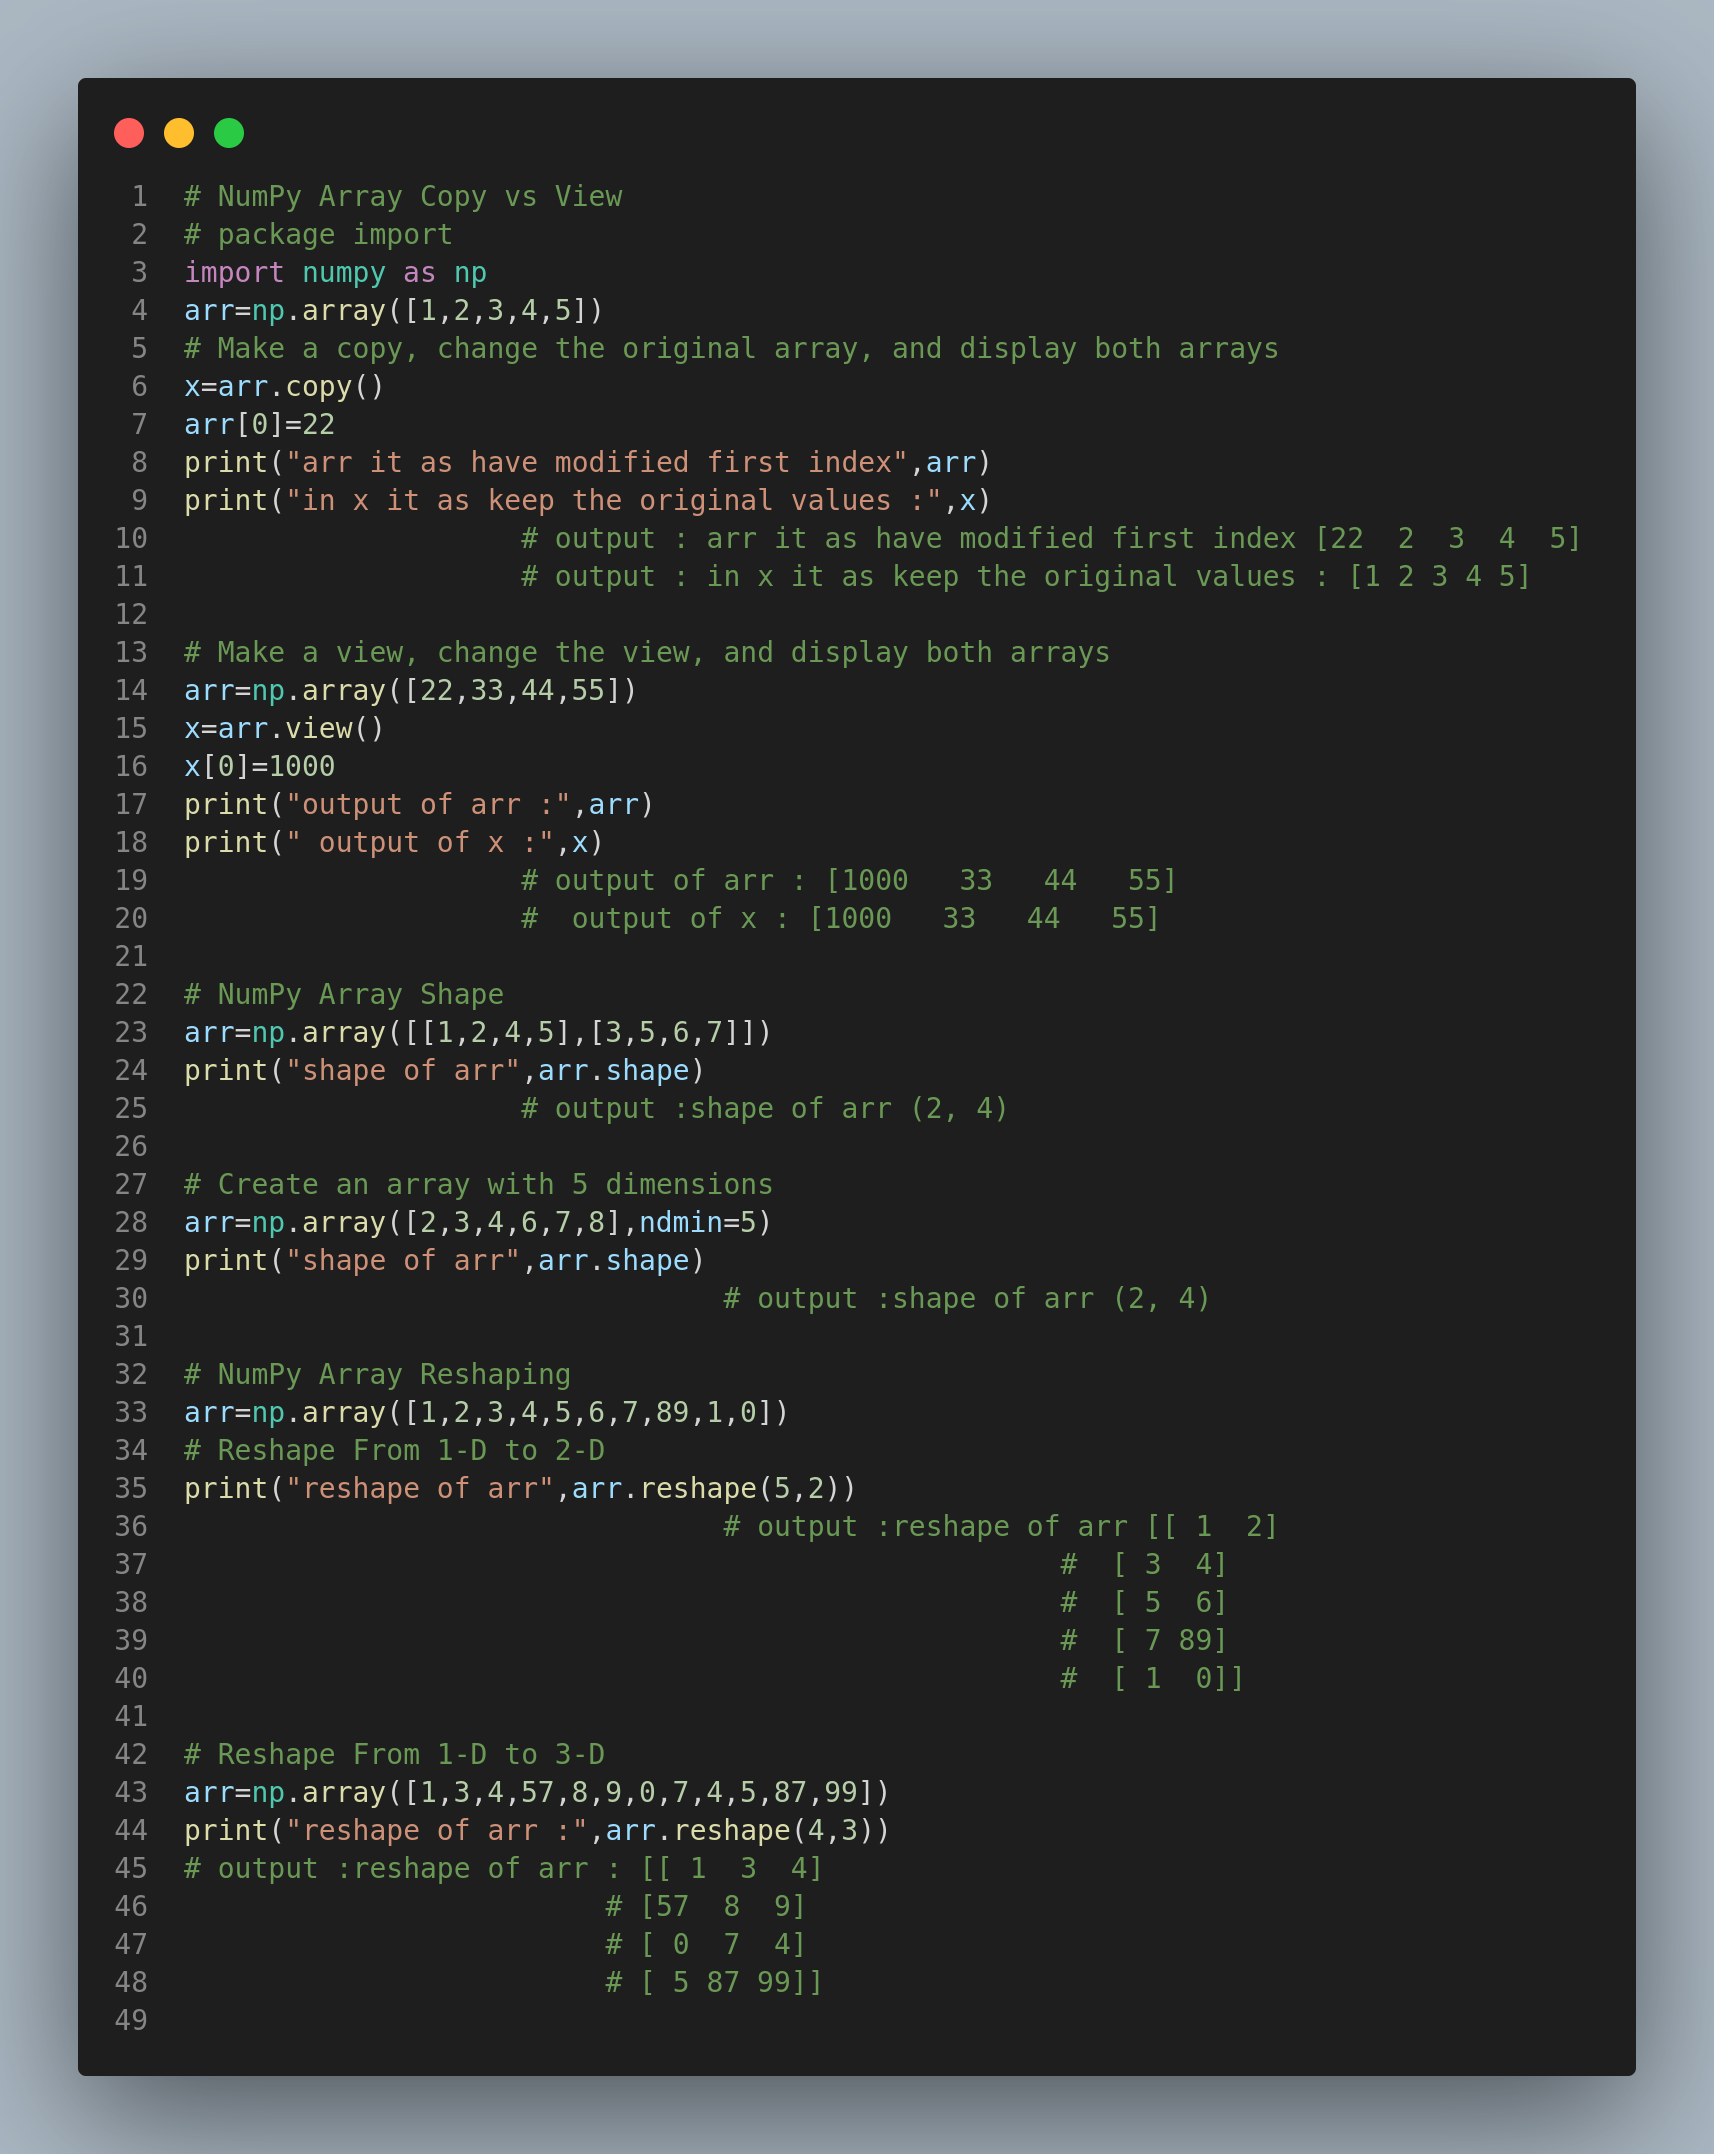 1 # NumPy Array Copy vs View
2 # package import
3 import numpy as np
4 arr=np.array([1,2,3,4,5])
5 # Make a copy, change the original array, and display both arrays
6 x=arr.copy()
7 arr[0]=22
8 print("arr it as have modified first index",arr)
9 print("in x it as keep the original values :",x)
10                     # output : arr it as have modified first index [22  2  3  4  5]
11                     # output : in x it as keep the original values : [1 2 3 4 5]
12
13 # Make a view, change the view, and display both arrays
14 arr=np.array([22,33,44,55])
15 x=arr.view()
16 x[0]=1000
17 print("output of arr :",arr)
18 print(" output of x :",x)
19                     # output of arr : [1000   33   44   55]
20                     #  output of x : [1000   33   44   55]
21
22 # NumPy Array Shape
23 arr=np.array([[1,2,4,5],[3,5,6,7]])
24 print("shape of arr",arr.shape)
25                     # output :shape of arr (2, 4)
26
27 # Create an array with 5 dimensions
28 arr=np.array([2,3,4,6,7,8],ndmin=5)
29 print("shape of arr",arr.shape)
30                                 # output :shape of arr (2, 4)
31
32 # NumPy Array Reshaping
33 arr=np.array([1,2,3,4,5,6,7,89,1,0])
34 # Reshape From 1-D to 2-D
35 print("reshape of arr",arr.reshape(5,2))
36                                 # output :reshape of arr [[ 1  2]
37                                                     #  [ 3  4]
38                                                     #  [ 5  6]
39                                                     #  [ 7 89]
40                                                     #  [ 1  0]]
41
42 # Reshape From 1-D to 3-D
43 arr=np.array([1,3,4,57,8,9,0,7,4,5,87,99])
44 print("reshape of arr :",arr.reshape(4,3))
45 # output :reshape of arr : [[ 1  3  4]
46                          # [57  8  9]
47                          # [ 0  7  4]
48                          # [ 5 87 99]]
49